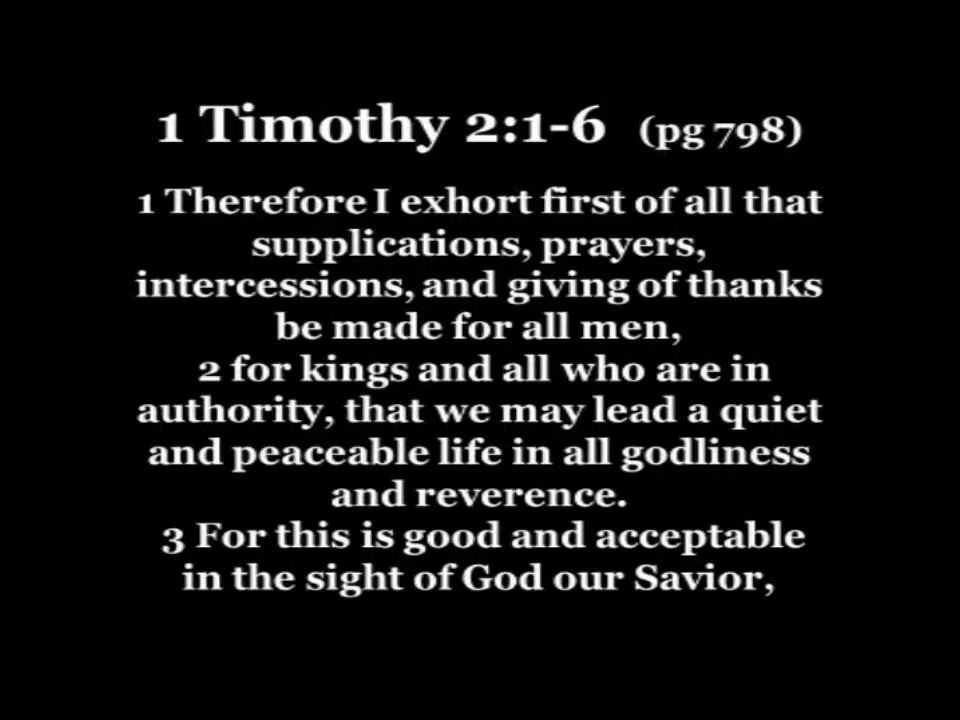 1 Timothy 2:1-6 (pg 798)
1 Therefore I exhort first of all that
supplications, prayers,
intercessions, and giving of thanks
be made for all men,
2 for kings and all who are in
authority, that we may lead a quiet
and peaceable life in all godliness
and reverence.
3 For this is good and acceptable
in the sight of God our Savior,